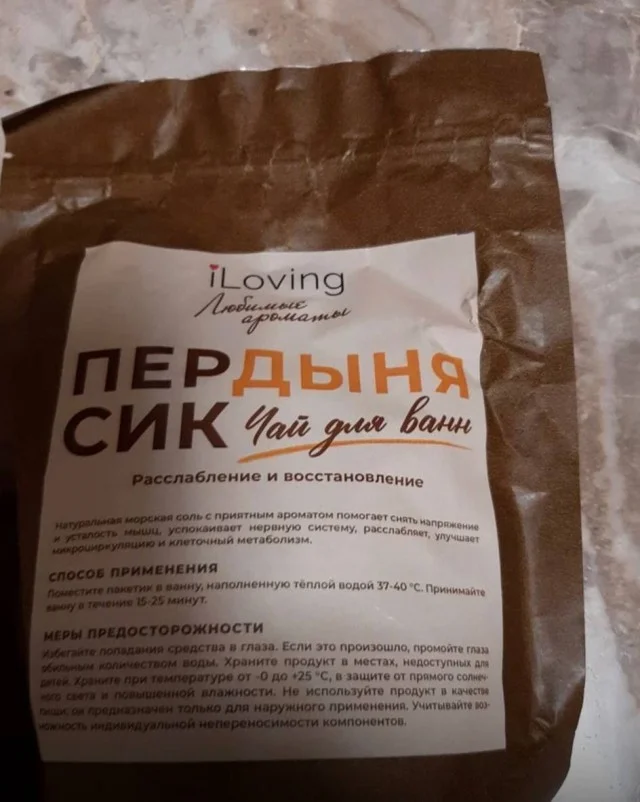 iLoving
Любимые
ароматы
ПЕРДЫНЯ
СИК Чай для ванн
Расслабление и восстановление
Натуральная морская соль с приятным ароматом помогает снять напряжение
и усталость мышц, успокаивает нервную систему, расслабляет, улучшает
микроциркуляцию и клеточный метаболизм.
СПОСОБ ПРИМЕНЕНИЯ
Поместите пакетик в ванну, наполненную тёплой водой 37-40 °C. Принимайте
ванну в течение 15-25 минут.
МЕРЫ ПРЕДОСТОРОЖНОСТИ
Избегайте попадания средства в глаза. Если это произошло, промойте глаза
обильным количеством воды. Храните продукт в местах, недоступных для
детей. Храните при температуре от -0 до +25 °C, в защите от прямого солнеч-
ного света и повышенной влажности. Не используйте продукт в качестве
пищи: он предназначен только для наружного применения. Учитывайте воз-
можность индивидуальной непереносимости компонентов.